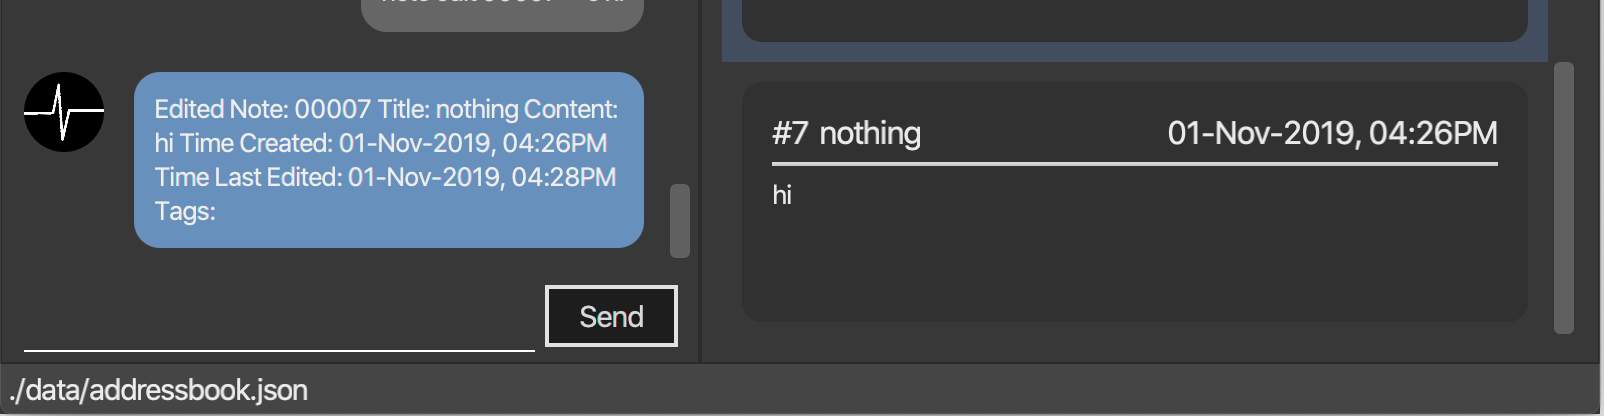 Edited Note: 00007 Title: nothing Content:
hi Time Created: 01-Nov-2019, 04:26PM
Time Last Edited: 01-Nov-2019, 04:28PM
Tags:
Send
#7 nothing
01-Nov-2019, 04:26PM
hi
./data/addressbook.json